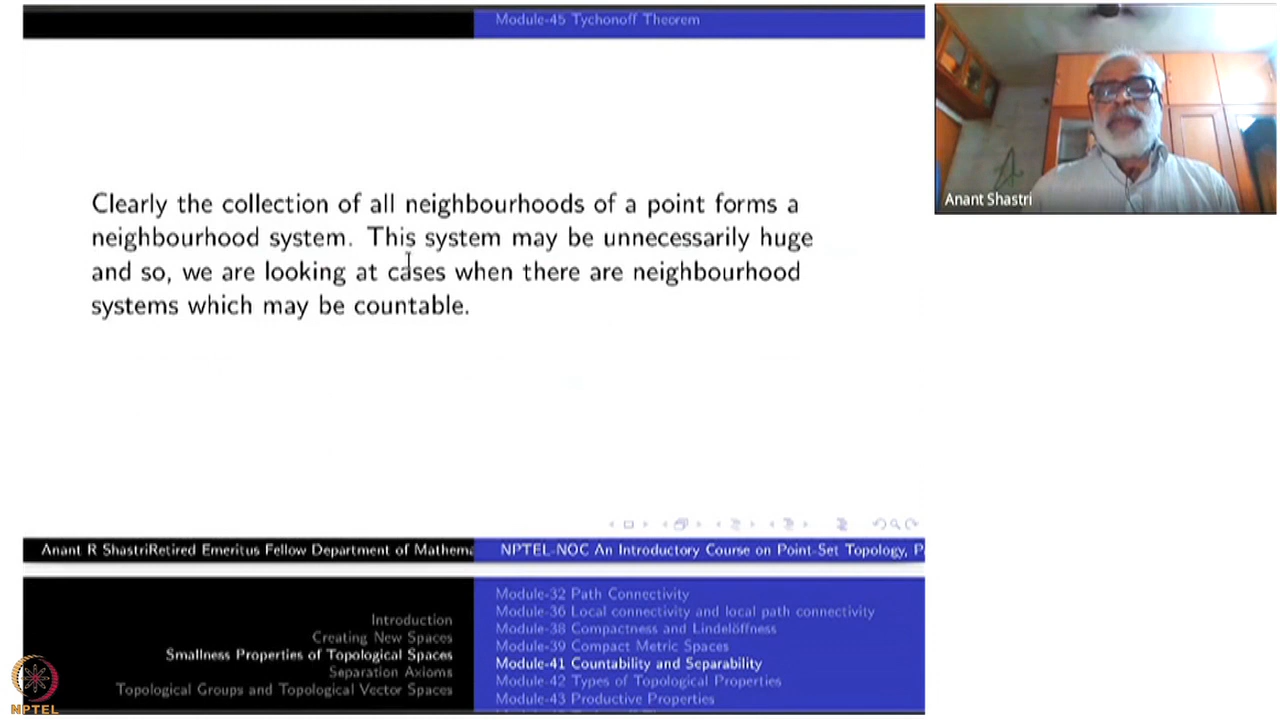 Module-45 Tychonoff Theorem
Anant Shastri
Clearly the collection of all neighbourhoods of a point forms a
neighbourhood system. This system may be unnecessarily huge
and so, we are looking at cases when there are neighbourhood
systems which may be countable.
Anant R ShastriRetired Emeritus Fellow Department of Mathema
NPTEL-NOC An Introductory Course on Point-Set Topology, P
Introduction
Creating New Spaces
Smallness Properties of Topological Spaces
Separation Axioms
Topological Groups and Topological Vector Spaces
Module-32 Path Connectivity
Module-36 Local connectivity and local path connectivity
Module-38 Compactness and Lindelöffness
Module-39 Compact Metric Spaces
Module-41 Countability and Separability
Module-42 Types of Topological Properties
Module-43 Productive Properties
NPTEL